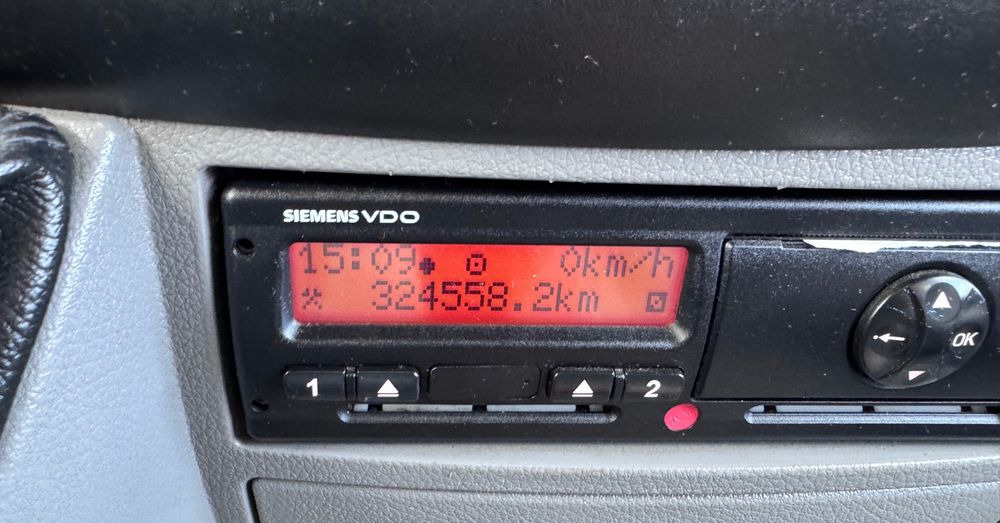 SIEMENS VDO
15:09 0km/h
324558.2km
1 2
OK